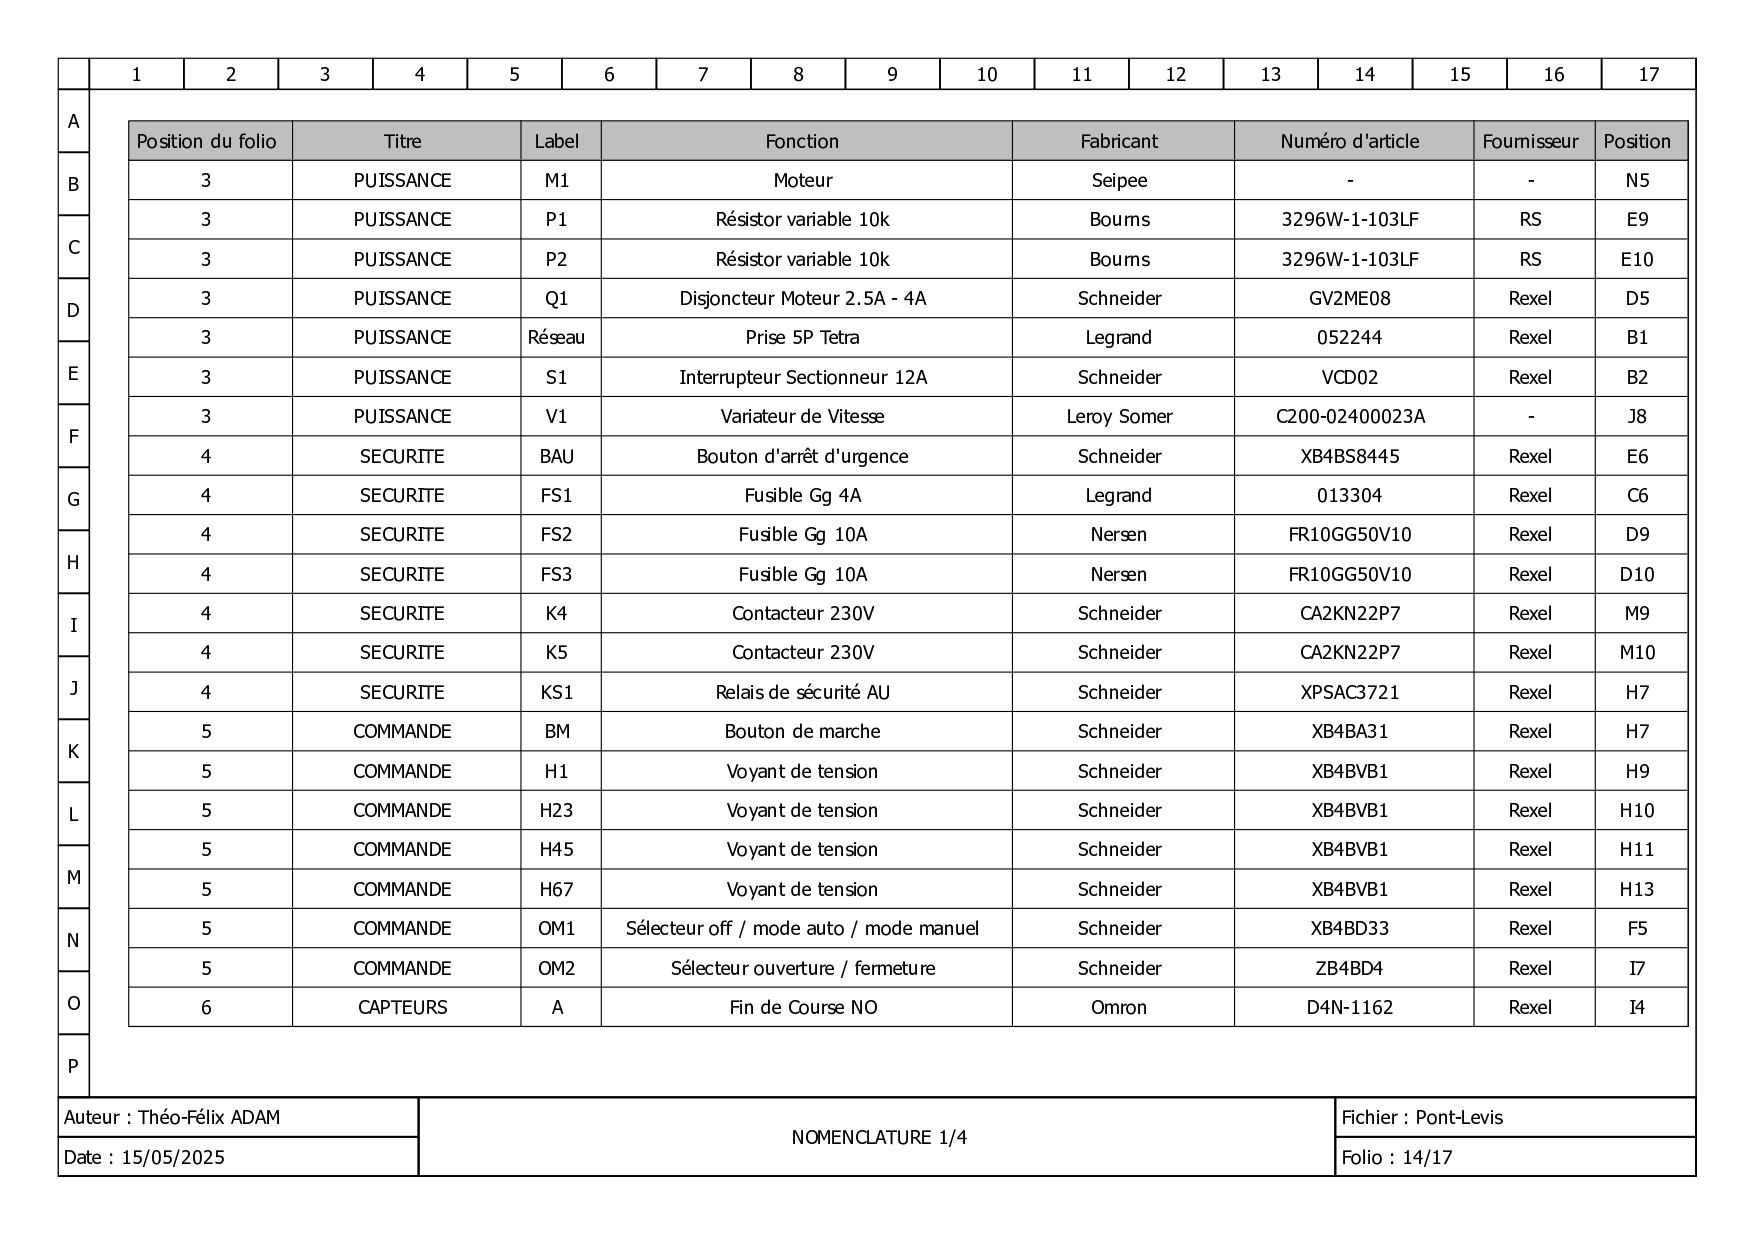 1 2 3 4 5 6 7 8 9 10 11 12 13 14 15 16 17
A
B
C
D
E
F
G
H
I
J
K
L
M
N
O
P
Position du folio Titre Label Fonction Fabricant Numéro d'article Fournisseur Position
3 PUISSANCE M1 Moteur Seipee - - N5
3 PUISSANCE P1 Résistor variable 10k Bourns 3296W-1-103LF RS E9
3 PUISSANCE P2 Résistor variable 10k Bourns 3296W-1-103LF RS E10
3 PUISSANCE Q1 Disjoncteur Moteur 2.5A - 4A Schneider GV2ME08 Rexel D5
3 PUISSANCE Réseau Prise 5P Tetra Legrand 052244 Rexel B1
3 PUISSANCE S1 Interrupteur Sectionneur 12A Schneider VCD02 Rexel B2
3 PUISSANCE V1 Variateur de Vitesse Leroy Somer C200-02400023A - J8
4 SECURITE BAU Bouton d'arrêt d'urgence Schneider XB4BS8445 Rexel E6
4 SECURITE FS1 Fusible Gg 4A Legrand 013304 Rexel C6
4 SECURITE FS2 Fusible Gg 10A Nersen FR10GG50V10 Rexel D9
4 SECURITE FS3 Fusible Gg 10A Nersen FR10GG50V10 Rexel D10
4 SECURITE K4 Contacteur 230V Schneider CA2KN22P7 Rexel M9
4 SECURITE K5 Contacteur 230V Schneider CA2KN22P7 Rexel M10
4 SECURITE KS1 Relais de sécurité AU Schneider XPSAC3721 Rexel H7
5 COMMANDE BM Bouton de marche Schneider XB4BA31 Rexel H7
5 COMMANDE H1 Voyant de tension Schneider XB4BVB1 Rexel H9
5 COMMANDE H23 Voyant de tension Schneider XB4BVB1 Rexel H10
5 COMMANDE H45 Voyant de tension Schneider XB4BVB1 Rexel H11
5 COMMANDE H67 Voyant de tension Schneider XB4BVB1 Rexel H13
5 COMMANDE OM1 Sélecteur off / mode auto / mode manuel Schneider XB4BD33 Rexel F5
5 COMMANDE OM2 Sélecteur ouverture / fermeture Schneider ZB4BD4 Rexel I7
6 CAPTEURS A Fin de Course NO Omron D4N-1162 Rexel I4
Auteur : Théo-Félix ADAM
Date : 15/05/2025
NOMENCLATURE 1/4
Fichier : Pont-Levis
Folio : 14/17